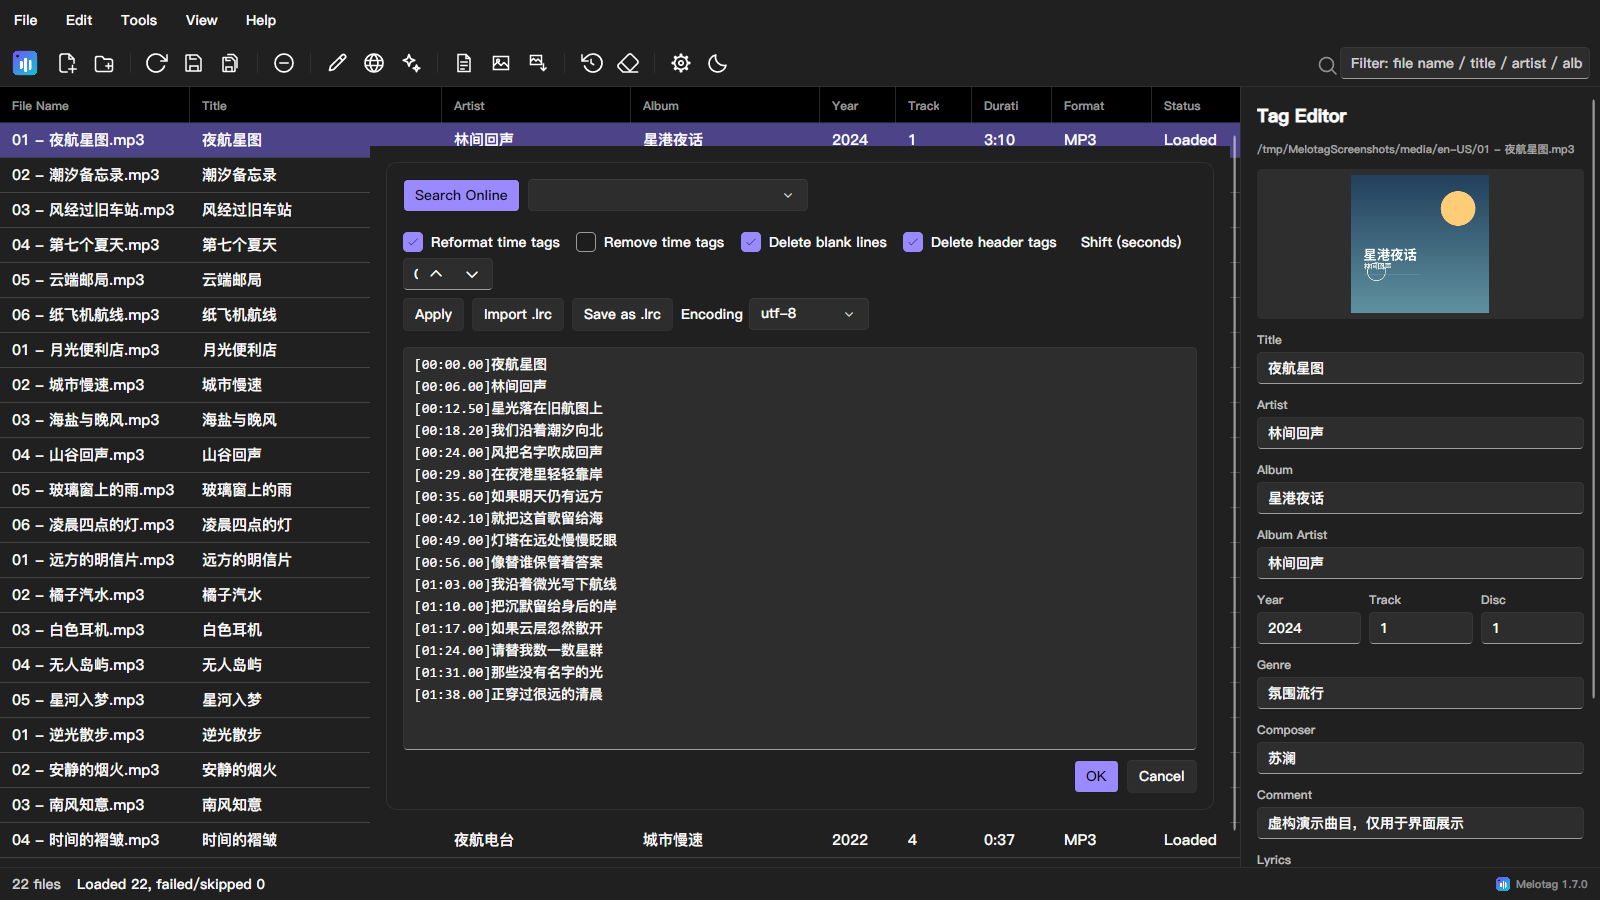 File Edit Tools View Help
Filter: file name / title / artist / alb
File Name Title Artist Album Year Track Durati Format Status
01 - 夜航星图.mp3 夜航星图 林间回声 星港夜话 2024 1 3:10 MP3 Loaded
02 - 潮汐备忘录.mp3 潮汐备忘录
03 - 风经过旧车站.mp3 风经过旧车站
04 - 第七个夏天.mp3 第七个夏天
05 - 云端邮局.mp3 云端邮局
06 - 纸飞机航线.mp3 纸飞机航线
01 - 月光便利店.mp3 月光便利店
02 - 城市慢速.mp3 城市慢速
03 - 海盐与晚风.mp3 海盐与晚风
04 - 山谷回声.mp3 山谷回声
05 - 玻璃窗上的雨.mp3 玻璃窗上的雨
06 - 凌晨四点的灯.mp3 凌晨四点的灯
01 - 远方的明信片.mp3 远方的明信片
02 - 橘子汽水.mp3 橘子汽水
03 - 白色耳机.mp3 白色耳机
04 - 无人岛屿.mp3 无人岛屿
05 - 星河入梦.mp3 星河入梦
01 - 逆光散步.mp3 逆光散步
02 - 安静的烟火.mp3 安静的烟火
03 - 南风知意.mp3 南风知意
04 - 时间的褶皱.mp3 时间的褶皱 夜航电台 城市慢速 2022 4 0:37 MP3 Loaded
Search Online
Reformat time tags Remove time tags Delete blank lines Delete header tags Shift (seconds)
Apply Import .lrc Save as .lrc Encoding utf-8
[00:00.00]夜航星图
[00:06.00]林间回声
[00:12.50]星光落在旧航图上
[00:18.20]我们沿着潮汐向北
[00:24.00]风把名字吹成回声
[00:29.80]在夜港里轻轻靠岸
[00:35.60]如果明天仍有远方
[00:42.10]就把这首歌留给海
[00:49.00]灯塔在远处慢慢眨眼
[00:56.00]像替谁保管着答案
[01:03.00]我沿着微光写下航线
[01:10.00]把沉默留给身后的岸
[01:17.00]如果云层忽然散开
[01:24.00]请替我数一数星群
[01:31.00]那些没有名字的光
[01:38.00]正穿过很远的清晨
OK Cancel
Tag Editor
/tmp/MelotagScreenshots/media/en-US/01 - 夜航星图.mp3
星港夜话
林间回声
Title
夜航星图
Artist
林间回声
Album
星港夜话
Album Artist
林间回声
Year Track Disc
2024 1 1
Genre
氛围流行
Composer
苏澜
Comment
虚构演示曲目，仅用于界面展示
Lyrics
22 files Loaded 22, failed/skipped 0
Melotag 1.7.0